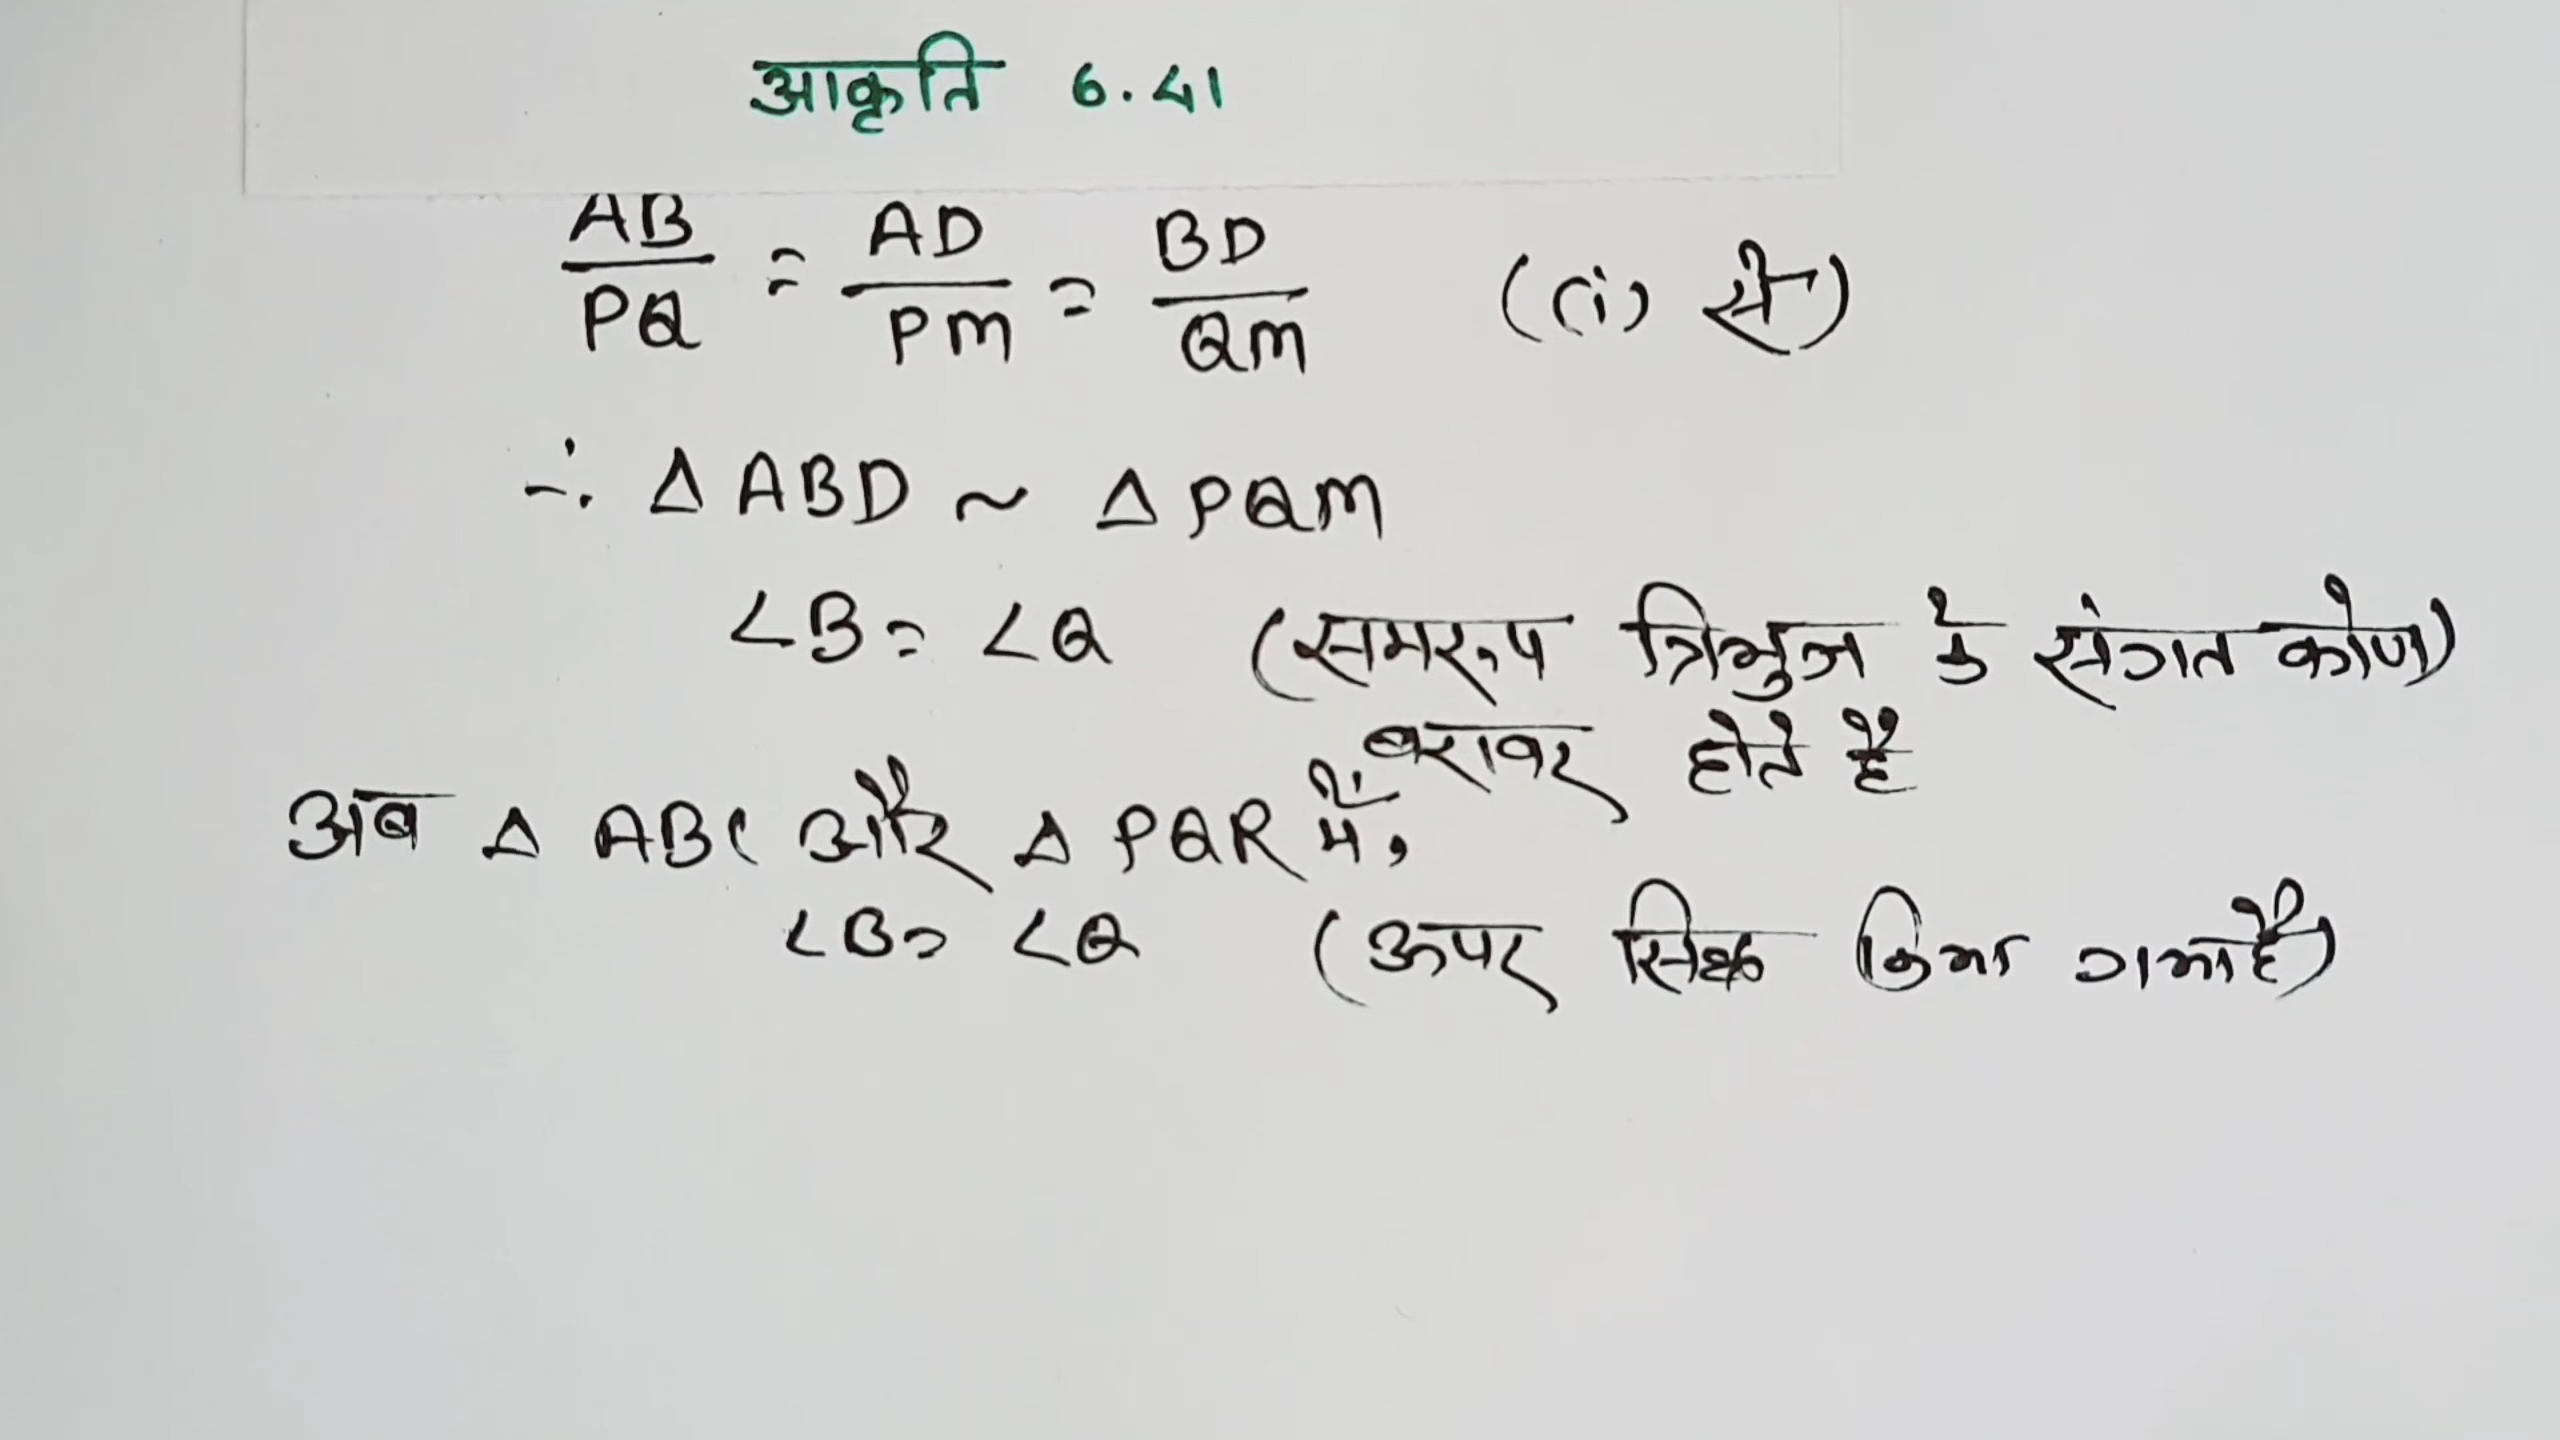 आकृति 6.41
AB/PQ = AD/PM = BD/QM ((i) से)
∴ Δ ABD ~ Δ PQM
∠B = ∠Q (समरूप त्रिभुज के संगत कोण)
बराबर होते है
अब Δ ABC और Δ PQR में,
∠B = ∠Q (ऊपर सिद्ध किया गया है)